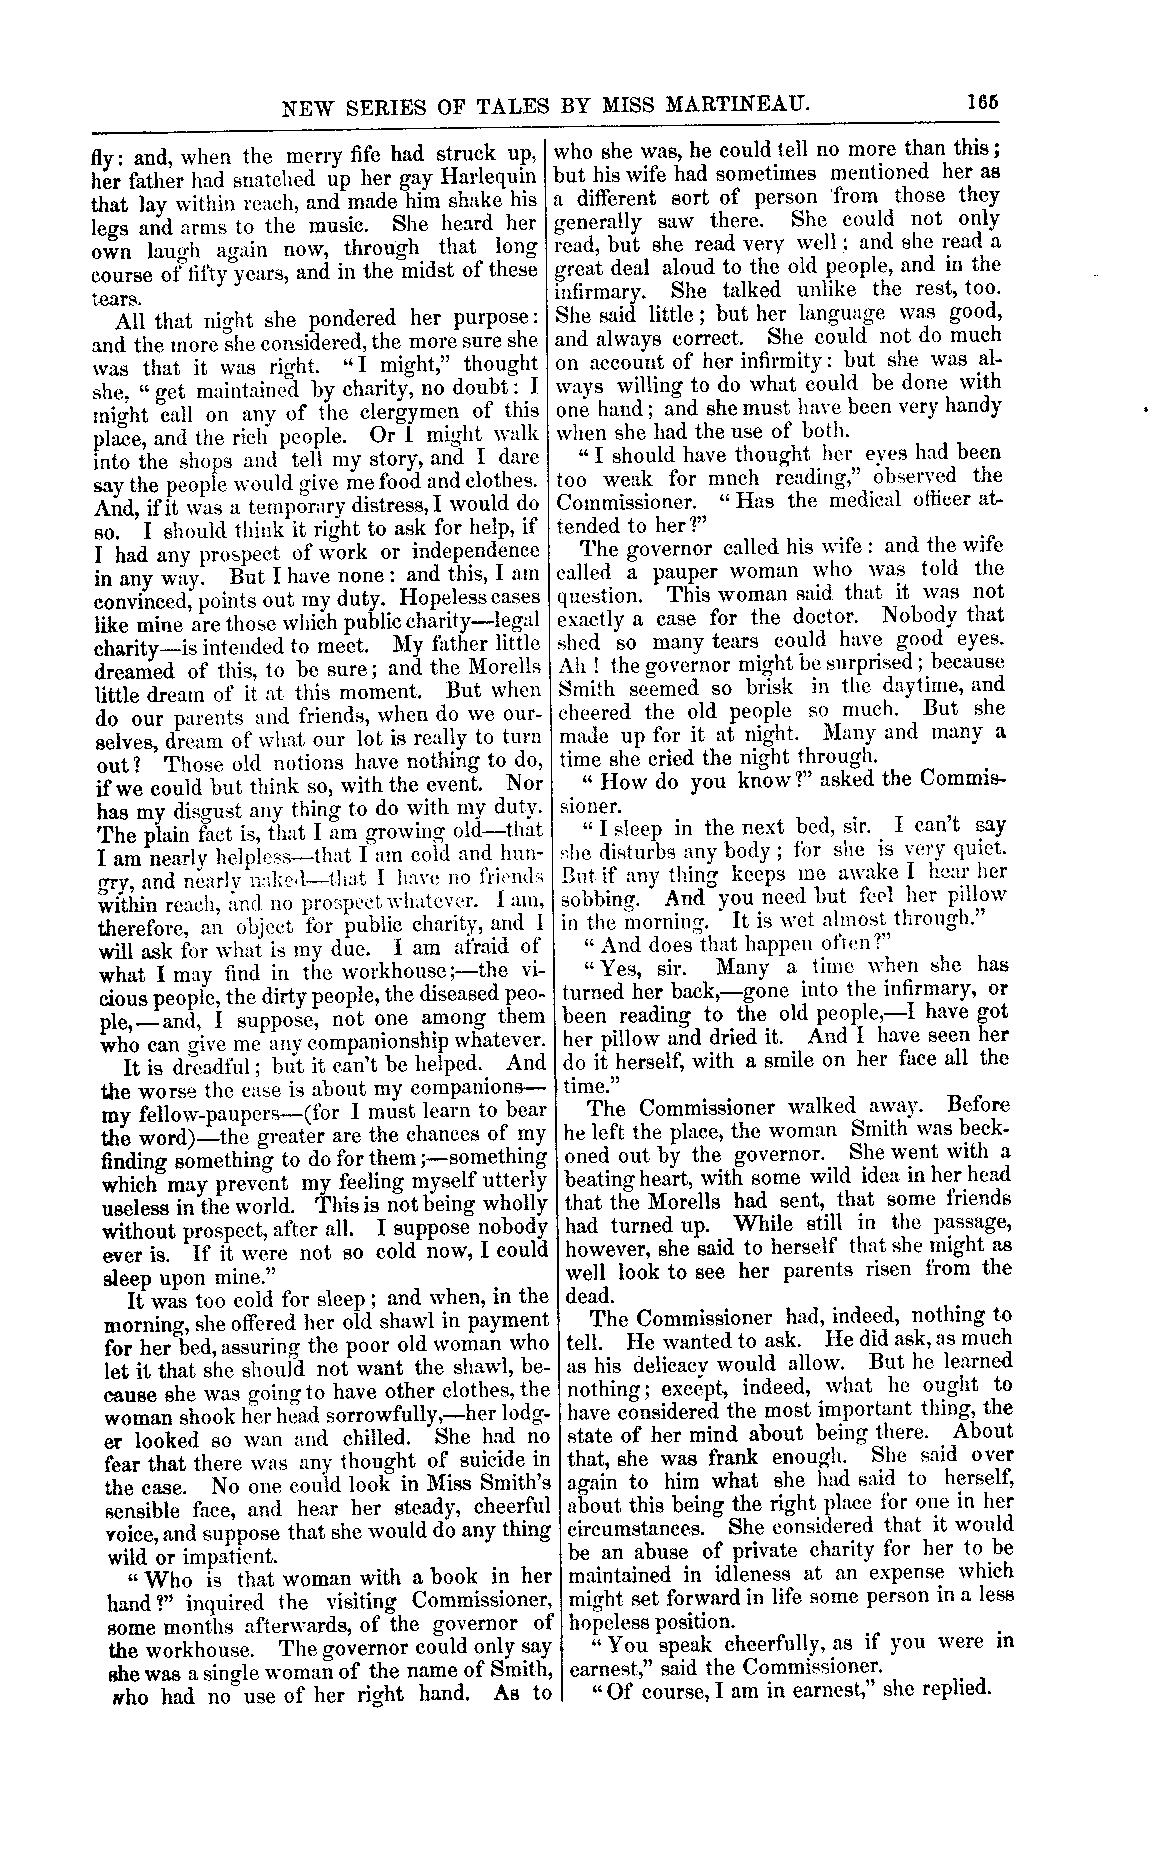 NEW SERIES OF TALES BY MISS MARTINEAU. 165
fly: and, when the merry fife had struck up,
her father had snatched up her gay Harlequin
that lay within reach, and made him shake his
legs and arms to the music. She heard her
own laugh again now, through that long
course of fifty years, and in the midst of these
tears.
All that night she pondered her purpose:
and the more she considered, the more sure she
was that it was right. "I might," thought
she, "get maintained by charity, no doubt: I
might call on any of the clergymen of this
place, and the rich people. Or I might walk
into the shops and tell my story, and I dare
say the people would give me food and clothes.
And, if it was a temporary distress, I would do
so. I should think it right to ask for help, if
I had any prospect of work or independence
in any way. But I have none: and this, I am
convinced, points out my duty. Hopeless cases
like mine are those which public charity—legal
charity—is intended to meet. My father little
dreamed of this, to be sure; and the Morells
little dream of it at this moment. But when
do our parents and friends, when do we our-
selves, dream of what our lot is really to turn
out? Those old notions have nothing to do,
if we could but think so, with the event. Nor
has my disgust any thing to do with my duty.
The plain fact is, that I am growing old—that
I am nearly helpless—that I am cold and hun-
gry, and nearly naked—that I have no friends
within reach, and no prospect whatever. I am,
therefore, an object for public charity, and I
will ask for what is my due. I am afraid of
what I may find in the workhouse;—the vi-
cious people, the dirty people, the diseased peo-
ple,—and, I suppose, not one among them
who can give me any companionship whatever.
It is dreadful; but it can't be helped. And
the worse the case is about my companions—
my fellow-paupers—(for I must learn to bear
the word)—the greater are the chances of my
finding something to do for them;—something
which may prevent my feeling myself utterly
useless in the world. This is not being wholly
without prospect, after all. I suppose nobody
ever is. If it were not so cold now, I could
sleep upon mine."
It was too cold for sleep; and when, in the
morning, she offered her old shawl in payment
for her bed, assuring the poor old woman who
let it that she should not want the shawl, be-
cause she was going to have other clothes, the
woman shook her head sorrowfully,—her lodg-
er looked so wan and chilled. She had no
fear that there was any thought of suicide in
the case. No one could look in Miss Smith's
sensible face, and hear her steady, cheerful
voice, and suppose that she would do any thing
wild or impatient.
"Who is that woman with a book in her
hand?" inquired the visiting Commissioner,
some months afterwards, of the governor of
the workhouse. The governor could only say
she was a single woman of the name of Smith,
who had no use of her right hand. As to
who she was, he could tell no more than this;
but his wife had sometimes mentioned her as
a different sort of person from those they
generally saw there. She could not only
read, but she read very well; and she read a
great deal aloud to the old people, and in the
infirmary. She talked unlike the rest, too.
She said little; but her language was good,
and always correct. She could not do much
on account of her infirmity: but she was al-
ways willing to do what could be done with
one hand; and she must have been very handy
when she had the use of both.
"I should have thought her eyes had been
too weak for mnch reading," observed the
Commissioner. "Has the medical officer at-
tended to her?"
The governor called his wife: and the wife
called a pauper woman who was told the
question. This woman said that it was not
exactly a case for the doctor. Nobody that
shed so many tears could have good eyes.
Ah! the governor might be surprised; because
Smith seemed so brisk in the daytime, and
cheered the old people so much. But she
made up for it at night. Many and many a
time she cried the night through.
"How do you know?" asked the Commis-
sioner.
"I sleep in the next bed, sir. I can't say
she disturbs any body; for she is very quiet.
But if any thing keeps me awake I hear her
sobbing. And you need but feel her pillow
in the morning. It is wet almost through."
"And does that happen often?"
"Yes, sir. Many a time when she has
turned her back,—gone into the infirmary, or
been reading to the old people,—I have got
her pillow and dried it. And I have seen her
do it herself, with a smile on her face all the
time."
The Commissioner walked away. Before
he left the place, the woman Smith was beck-
oned out by the governor. She went with a
beating heart, with some wild idea in her head
that the Morells had sent, that some friends
had turned up. While still in the passage,
however, she said to herself that she might as
well look to see her parents risen from the
dead.
The Commissioner had, indeed, nothing to
tell. He wanted to ask. He did ask, as much
as his delicacy would allow. But he learned
nothing; except, indeed, what he ought to
have considered the most important thing, the
state of her mind about being there. About
that, she was frank enough. She said over
again to him what she had said to herself,
about this being the right place for one in her
circumstances. She considered that it would
be an abuse of private charity for her to be
maintained in idleness at an expense which
might set forward in life some person in a less
hopeless position.
"You speak cheerfully, as if you were in
earnest," said the Commissioner.
"Of course, I am in earnest," she replied.